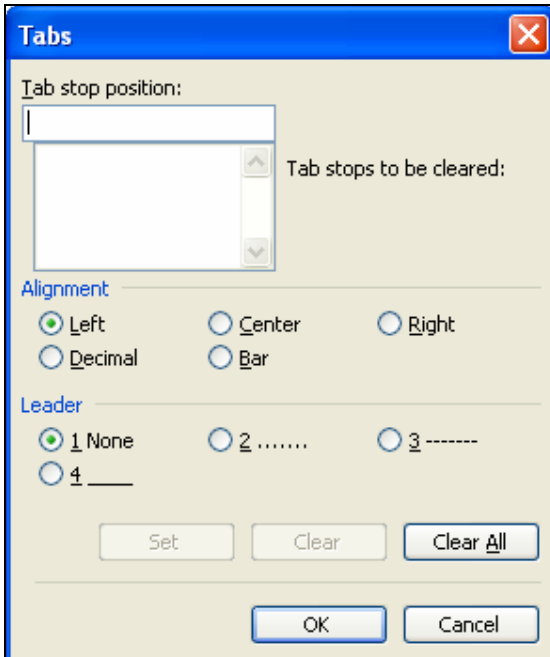 Tabs
Tab stop position:
Tab stops to be cleared:
Alignment
Left Center Right
Decimal Bar
Leader
1 None 2 ....... 3 -------
4 ____
Set Clear Clear All
OK Cancel